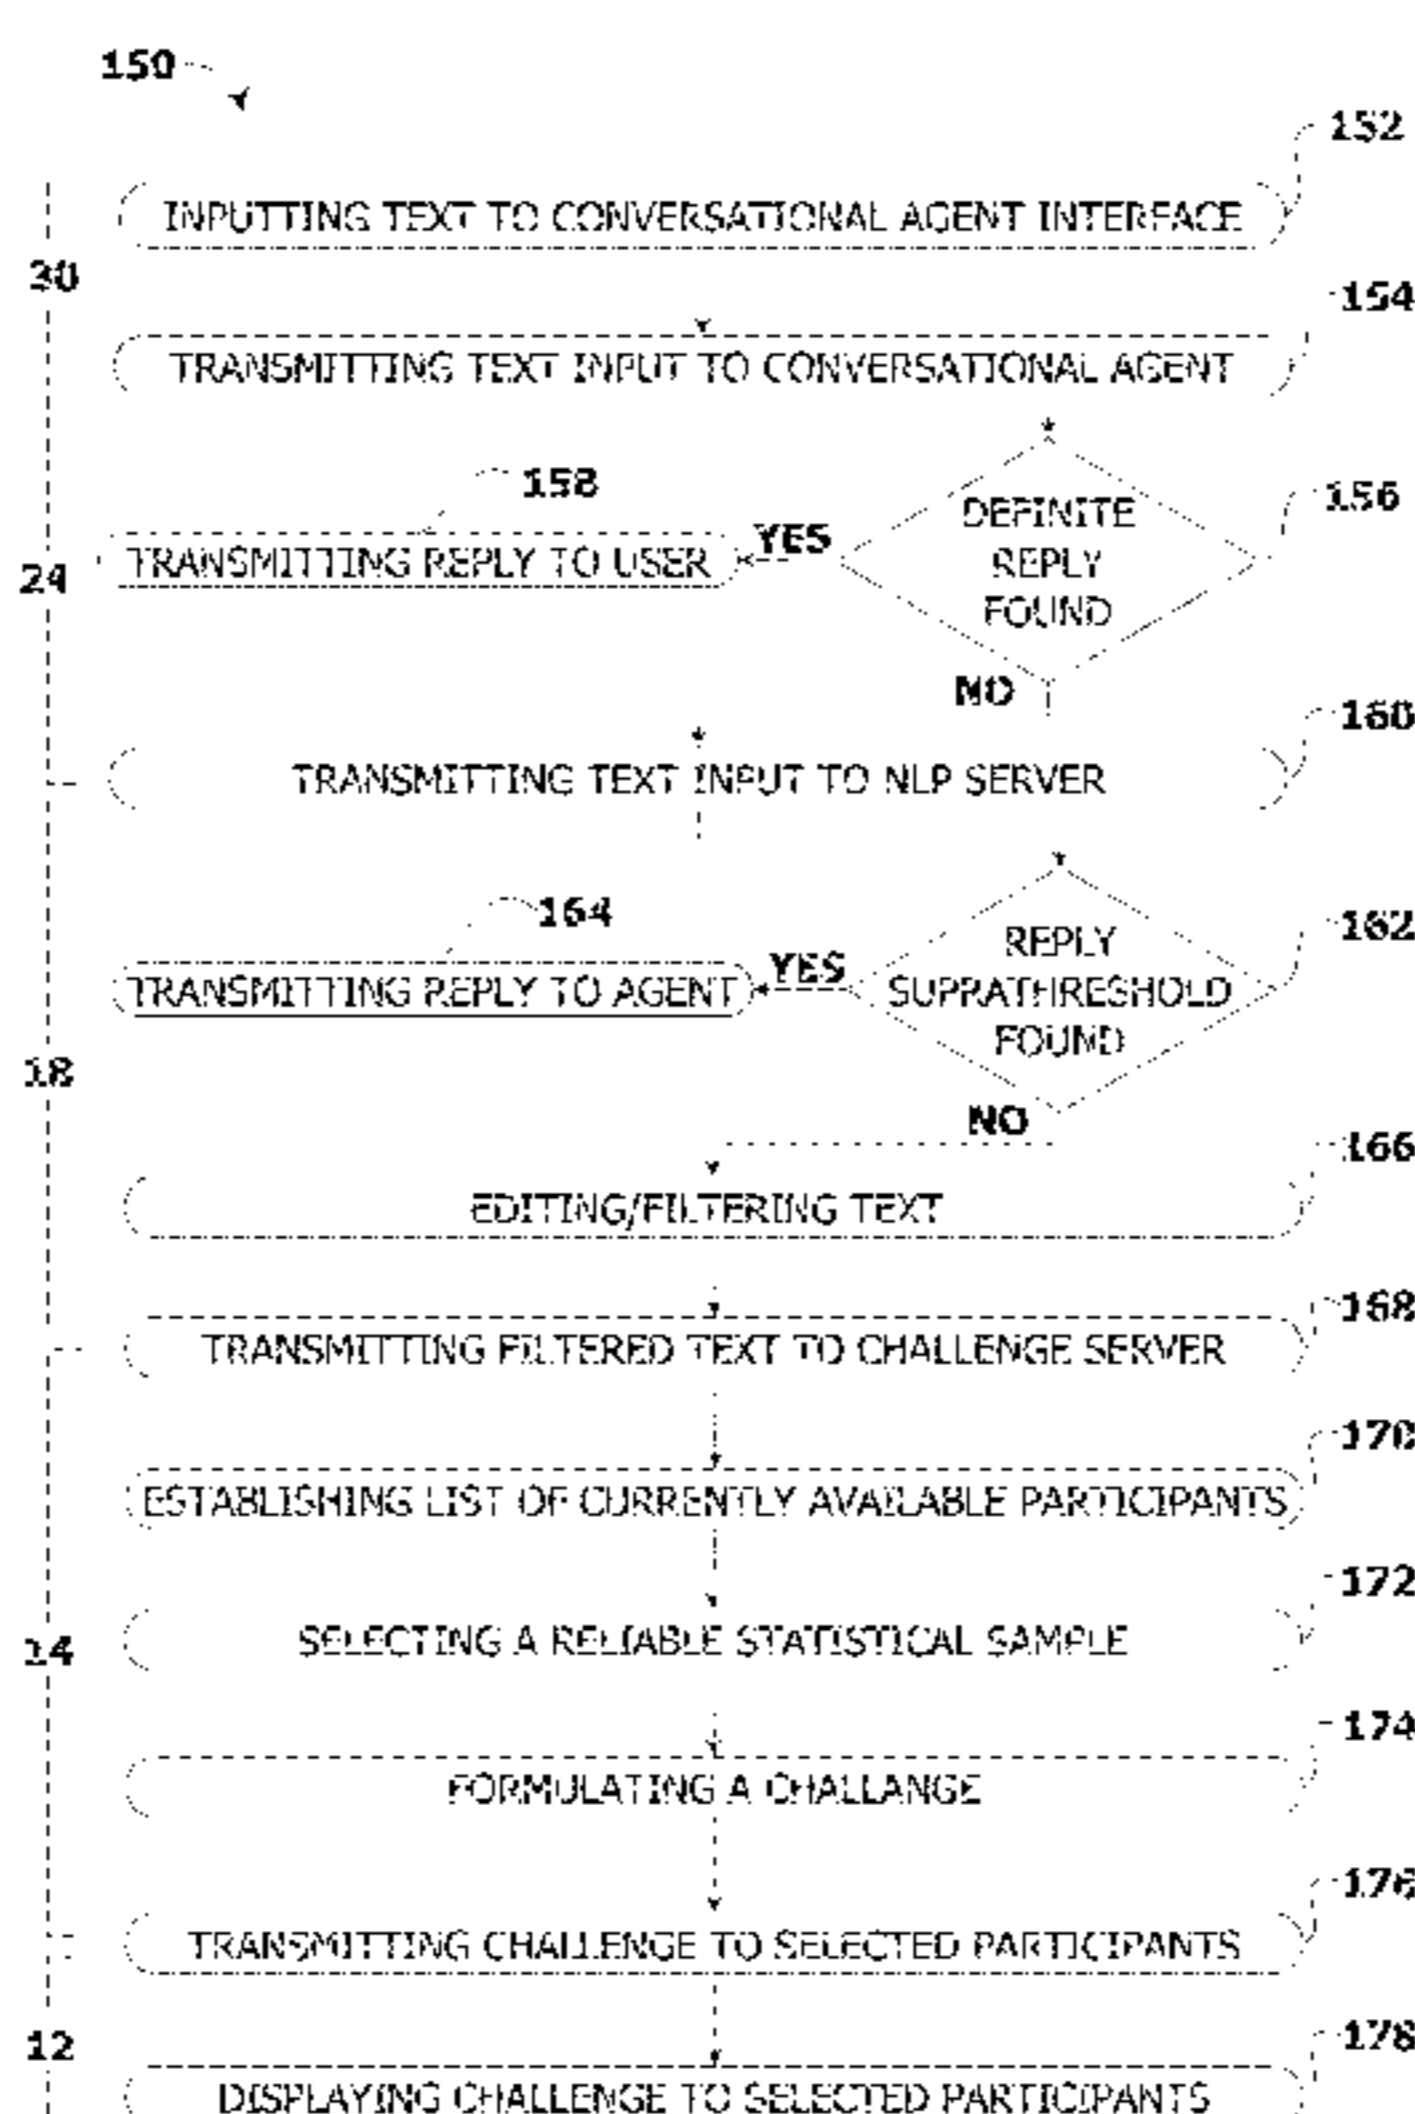 150
152
INPUTTING TEXT TO CONVERSATIONAL AGENT INTERFACE
30
154
TRANSMITTING TEXT INPUT TO CONVERSATIONAL AGENT
158
156
DEFINITE
REPLY
FOUND
YES
TRANSMITTING REPLY TO USER
24
NO
160
TRANSMITTING TEXT INPUT TO NLP SERVER
164
162
REPLY
SUPRATHRESHOLD
FOUND
YES
TRANSMITTING REPLY TO AGENT
18
NO
166
EDITING/FILTERING TEXT
168
TRANSMITTING FILTERED TEXT TO CHALLENGE SERVER
170
ESTABLISHING LIST OF CURRENTLY AVAILABLE PARTICIPANTS
172
SELECTING A RELIABLE STATISTICAL SAMPLE
14
174
FORMULATING A CHALLANGE
176
TRANSMITTING CHALLENGE TO SELECTED PARTICIPANTS
12
178
DISPLAYING CHALLENGE TO SELECTED PARTICIPANTS